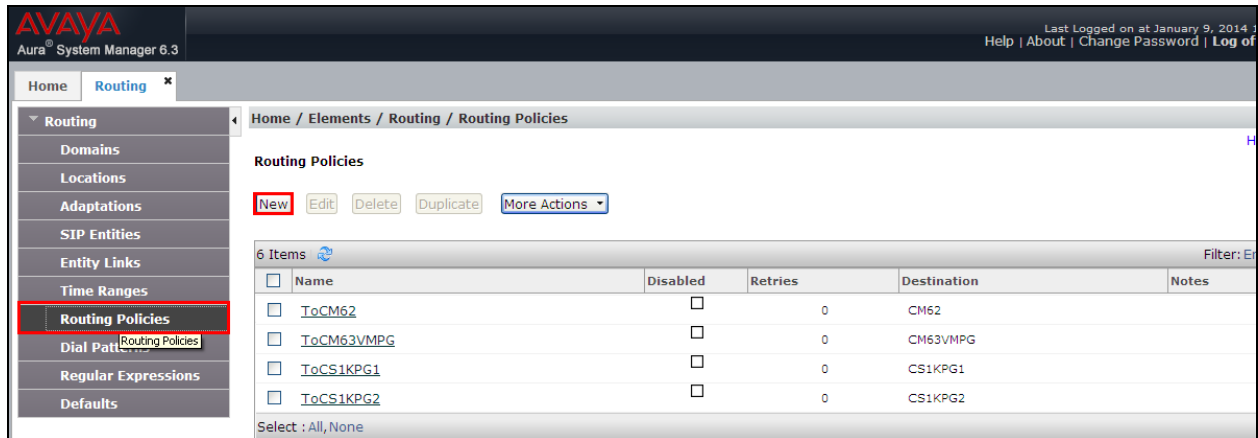 AVAYA
Aura® System Manager 6.3
Last Logged on at January 9, 2014 1
Help | About | Change Password | Log of
Home
Routing ×
Routing
Domains
Locations
Adaptations
SIP Entities
Entity Links
Time Ranges
Routing Policies
Routing Policies
Regular Expressions
Defaults
Home / Elements / Routing / Routing Policies
H
Routing Policies
New Edit Delete Duplicate More Actions
6 Items Filter: En
Name Disabled Retries Destination Notes
ToCM62 0 CM62
ToCM63VMPG 0 CM63VMPG
ToCS1KPG1 0 CS1KPG1
ToCS1KPG2 0 CS1KPG2
Select : All, None